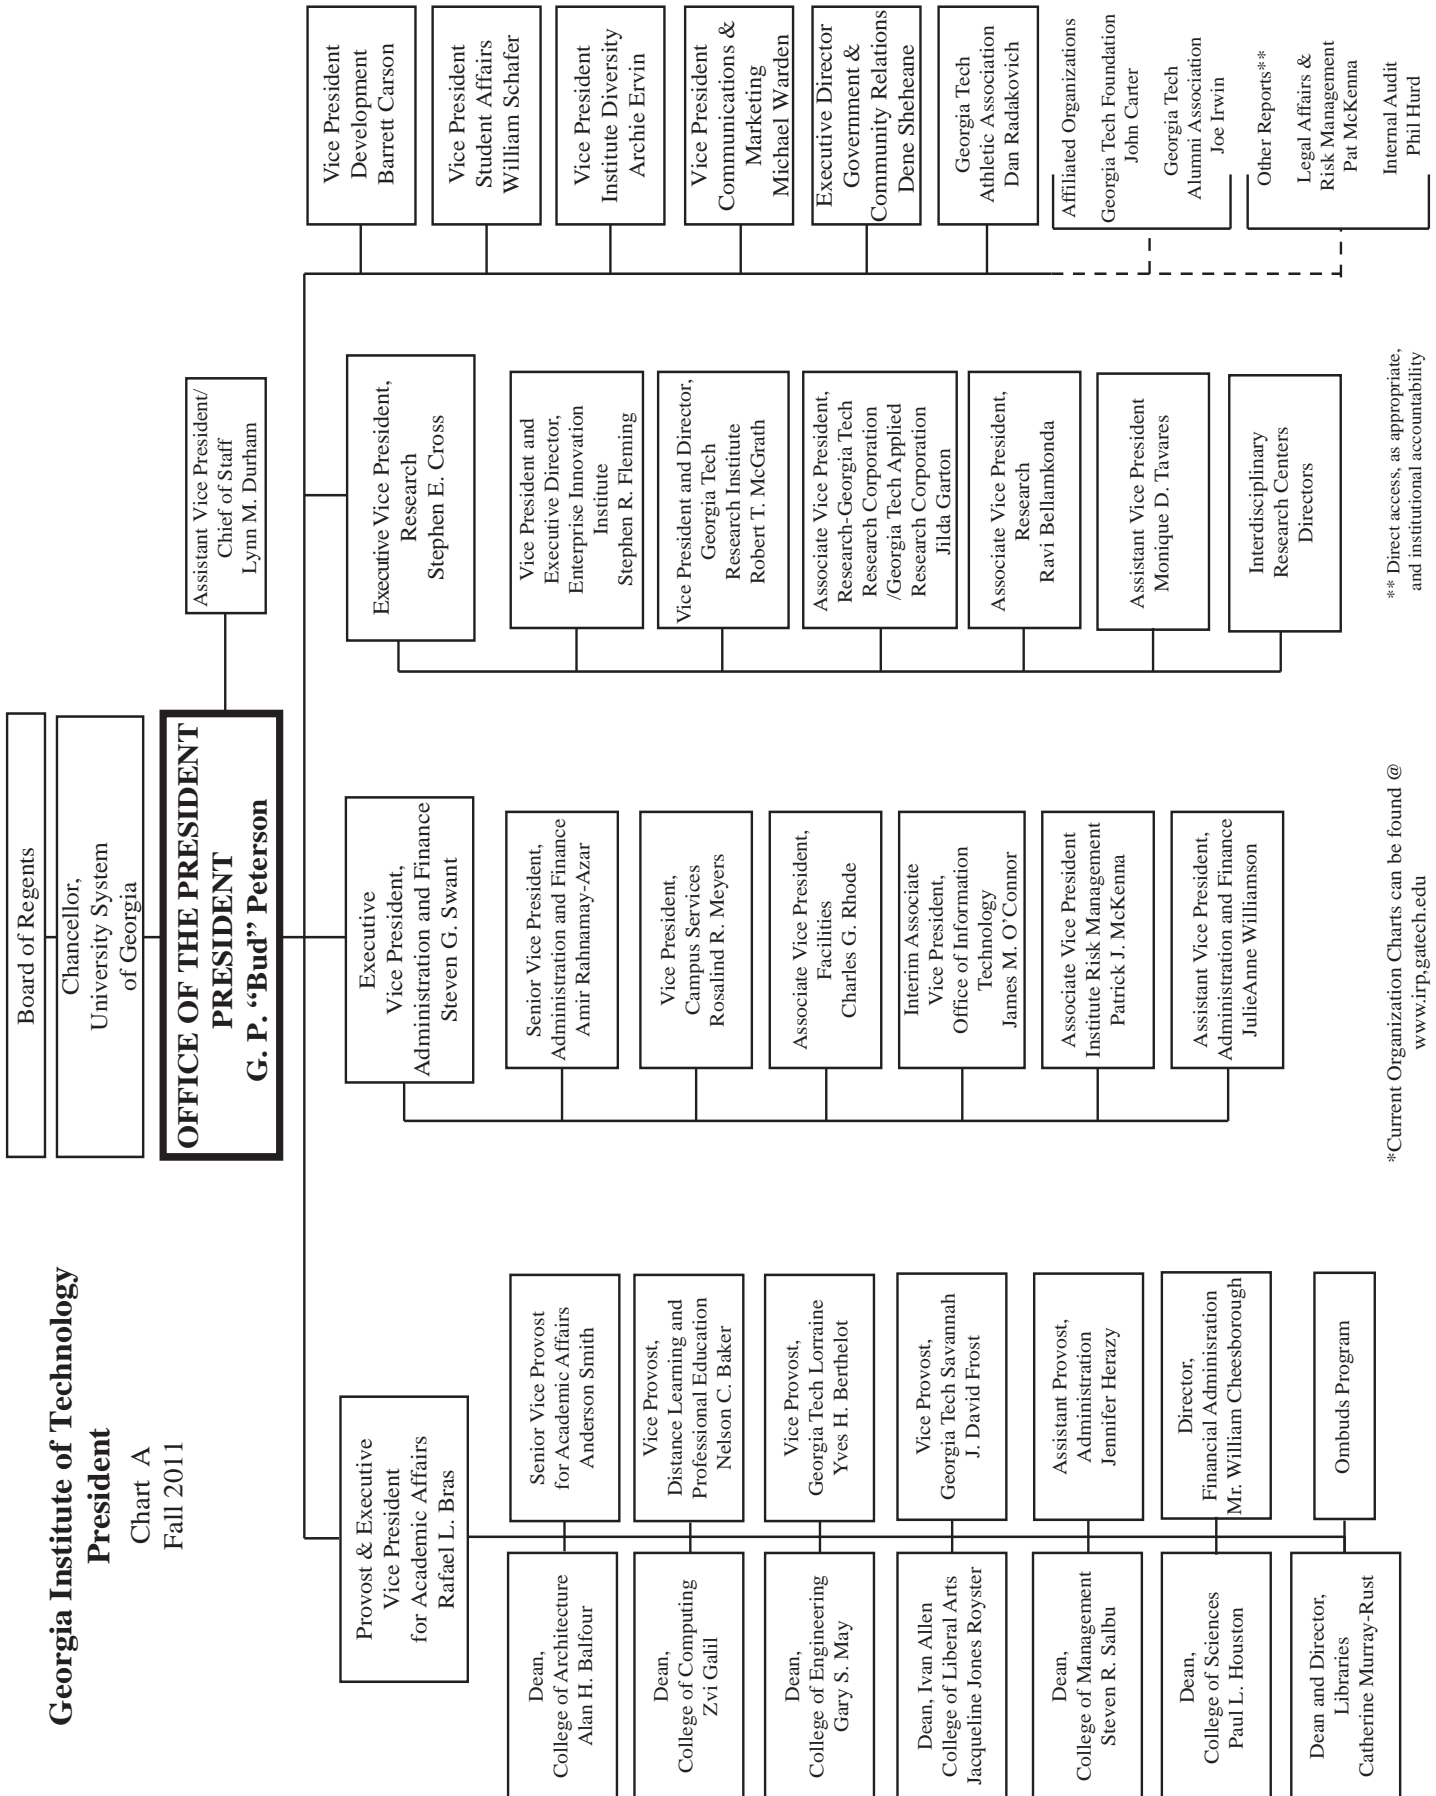 Georgia Institute of Technology
President
Chart A
Fall 2011
Board of Regents
Chancellor,
University System
of Georgia
OFFICE OF THE PRESIDENT
PRESIDENT
G. P. “Bud” Peterson
Assistant Vice President/
Chief of Staff
Lynn M. Durham
Provost & Executive
Vice President
for Academic Affairs
Rafael L. Bras
Dean,
College of Architecture
Alan H. Balfour
Dean,
College of Computing
Zvi Galil
Dean,
College of Engineering
Gary S. May
Dean, Ivan Allen
College of Liberal Arts
Jacqueline Jones Royster
Dean,
College of Management
Steven R. Salbu
Dean,
College of Sciences
Paul L. Houston
Dean and Director,
Libraries
Catherine Murray-Rust
Senior Vice Provost
for Academic Affairs
Anderson Smith
Vice Provost,
Distance Learning and
Professional Education
Nelson C. Baker
Vice Provost,
Georgia Tech Lorraine
Yves H. Berthelot
Vice Provost,
Georgia Tech Savannah
J. David Frost
Assistant Provost,
Administration
Jennifer Herazy
Director,
Financial Adminisration
Mr. William Cheesborough
Ombuds Program
Executive
Vice President,
Administration and Finance
Steven G. Swant
Senior Vice President,
Administration and Finance
Amir Rahnamay-Azar
Vice President,
Campus Services
Rosalind R. Meyers
Associate Vice President,
Facilities
Charles G. Rhode
Interim Associate
Vice President,
Office of Information
Technology
James M. O’Connor
Associate Vice President
Institute Risk Management
Patrick J. McKenna
Assistant Vice President,
Administration and Finance
JulieAnne Williamson
Executive Vice President,
Research
Stephen E. Cross
Vice President and
Executive Director,
Enterprise Innovation
Institute
Stephen R. Fleming
Vice President and Director,
Georgia Tech
Research Institute
Robert T. McGrath
Associate Vice President,
Research-Georgia Tech
Research Corporation
/Georgia Tech Applied
Research Corporation
Jilda Garton
Associate Vice President,
Research
Ravi Bellamkonda
Assistant Vice President
Monique D. Tavares
Interdisciplinary
Research Centers
Directors
Vice President
Development
Barrett Carson
Vice President
Student Affairs
William Schafer
Vice President
Institute Diversity
Archie Ervin
Vice President
Communications &
Marketing
Michael Warden
Executive Director
Government &
Community Relations
Dene Sheheane
Georgia Tech
Athletic Association
Dan Radakovich
Affiliated Organizations
Georgia Tech Foundation
John Carter
Georgia Tech
Alumni Association
Joe Irwin
Other Reports**
Legal Affairs &
Risk Management
Pat McKenna
Internal Audit
Phil Hurd
*Current Organization Charts can be found @
www.irp,gatech.edu
** Direct access, as appropriate,
and institutional accountability